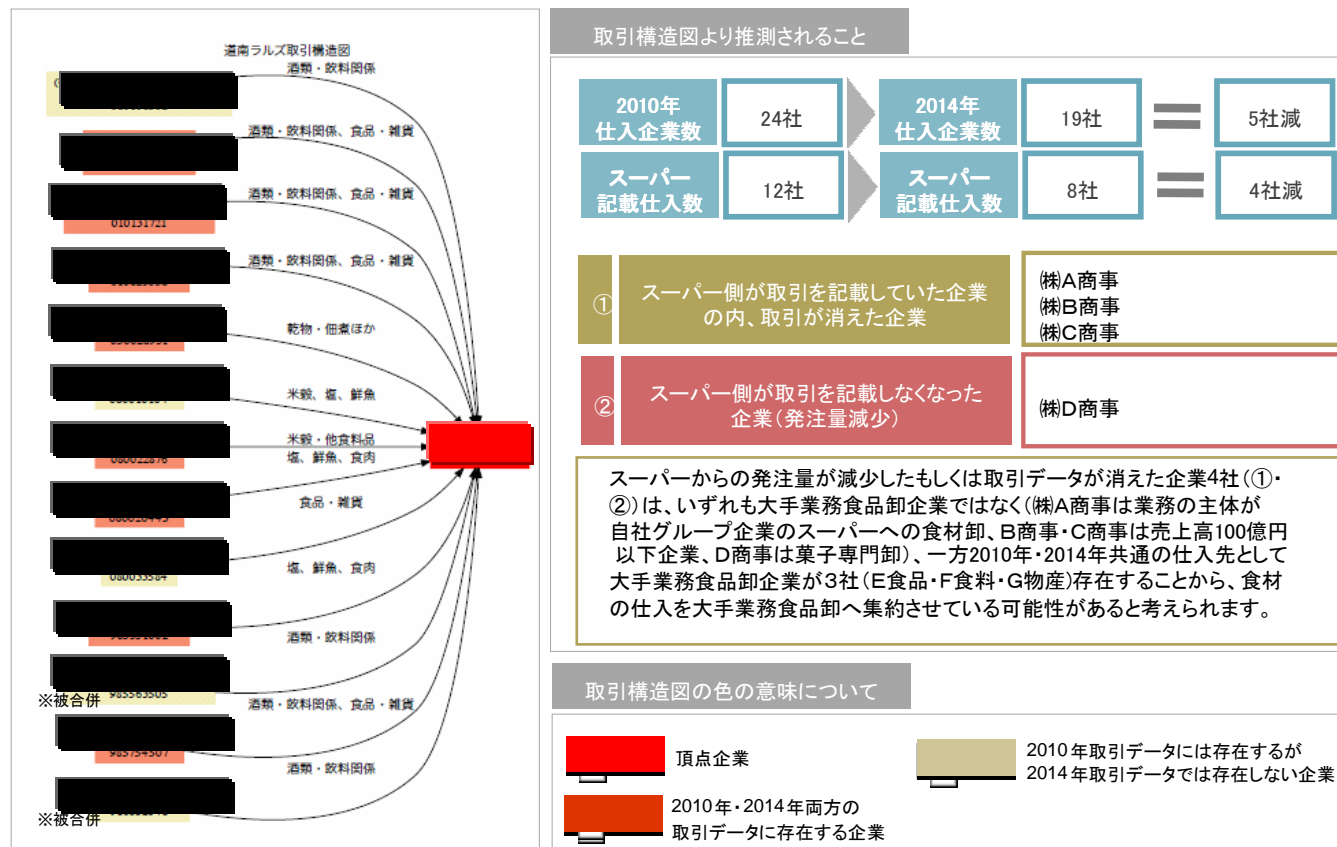 道南ラルズ取引構造図
酒類・飲料関係
酒類・飲料関係、食品・雑貨
酒類・飲料関係、食品・雑貨
010131721
酒類・飲料関係、食品・雑貨
乾物・佃煮ほか
米穀、塩、鮮魚
米穀・他食料品
080022876
塩、鮮魚、食肉
食品・雑貨
塩、鮮魚、食肉
080033584
酒類・飲料関係
985563505
※被合併
酒類・飲料関係、食品・雑貨
985754507
酒類・飲料関係
※被合併
取引構造図より推測されること
2010年
仕入企業数
24社
2014年
仕入企業数
19社
5社減
スーパー
記載仕入数
12社
スーパー
記載仕入数
8社
4社減
①
スーパー側が取引を記載していた企業
の内、取引が消えた企業
㈱A商事
㈱B商事
㈱C商事
②
スーパー側が取引を記載しなくなった
企業(発注量減少)
㈱D商事
スーパーからの発注量が減少したもしくは取引データが消えた企業4社(①・
②)は、いずれも大手業務食品卸企業ではなく(㈱A商事は業務の主体が
自社グループ企業のスーパーへの食材卸、B商事・C商事は売上高100億円
以下企業、D商事は菓子専門卸)、一方2010年・2014年共通の仕入先として
大手業務食品卸企業が3社(E食品・F食料・G物産)存在することから、食材
の仕入を大手業務食品卸へ集約させている可能性があると考えられます。
取引構造図の色の意味について
頂点企業
2010年・2014年両方の
取引データに存在する企業
2010年取引データには存在するが
2014年取引データでは存在しない企業